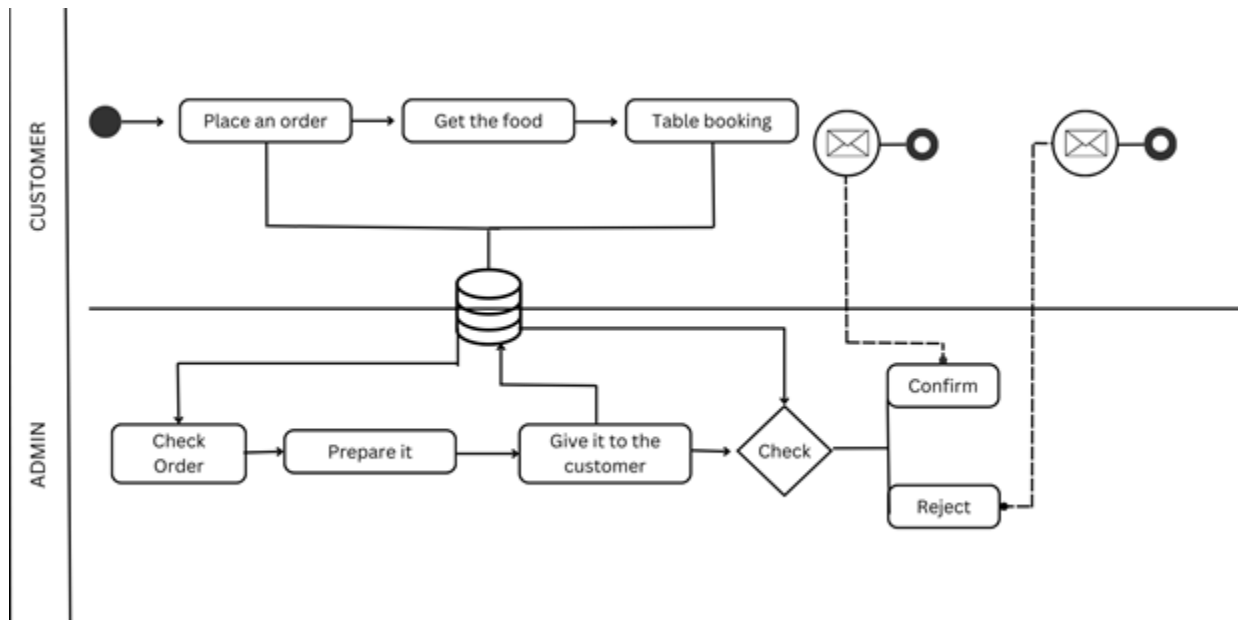 CUSTOMER
Place an order
Get the food
Table booking
ADMIN
Check
Order
Prepare it
Give it to the
customer
Check
Confirm
Reject